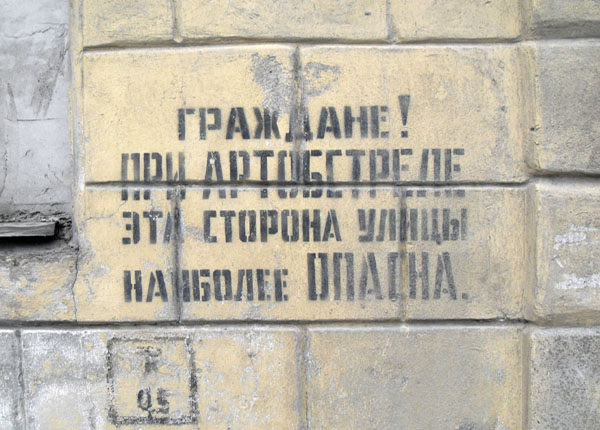 ГРАЖДАНЕ!
ПРИ АРТОБСТРЕЛЕ
ЭТА СТОРОНА УЛИЦЫ
НАИБОЛЕЕ ОПАСНА.
К